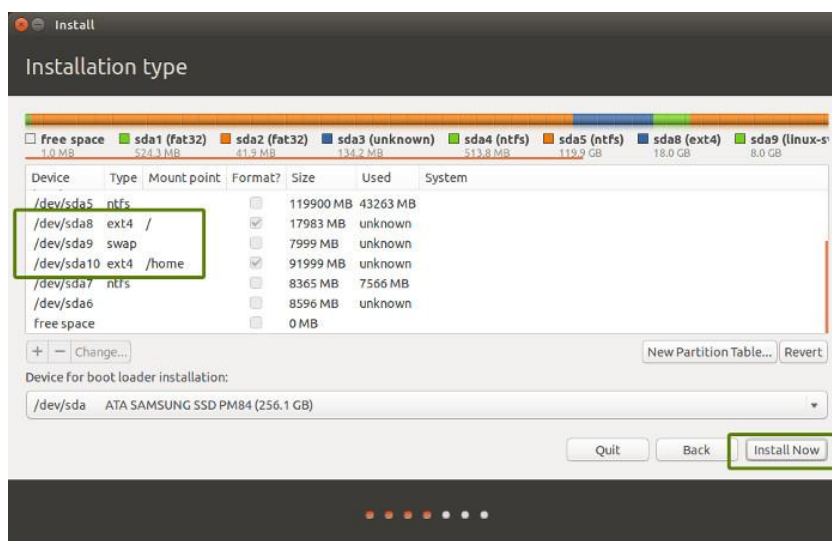 Install
Installation type
free space sda1 (fat32) sda2 (fat32) sda3 (unknown) sda4 (ntfs) sda5 (ntfs) sda8 (ext4) sda9 (linux-s
1.0 MB 524.3 MB 41.9 MB 134.2 MB 513.8 MB 119.9 GB 18.0 GB 8.0 GB
Device Type Mount point Format? Size Used System
/dev/sda5 ntfs 119900 MB 43263 MB
/dev/sda8 ext4 / 17983 MB unknown
/dev/sda9 swap 7999 MB unknown
/dev/sda10 ext4 /home 91999 MB unknown
/dev/sda7 ntfs 8365 MB 7566 MB
/dev/sda6 8596 MB unknown
free space 0 MB
+ − Change... New Partition Table... Revert
Device for boot loader installation:
/dev/sda ATA SAMSUNG SSD PM84 (256.1 GB)
Quit Back Install Now